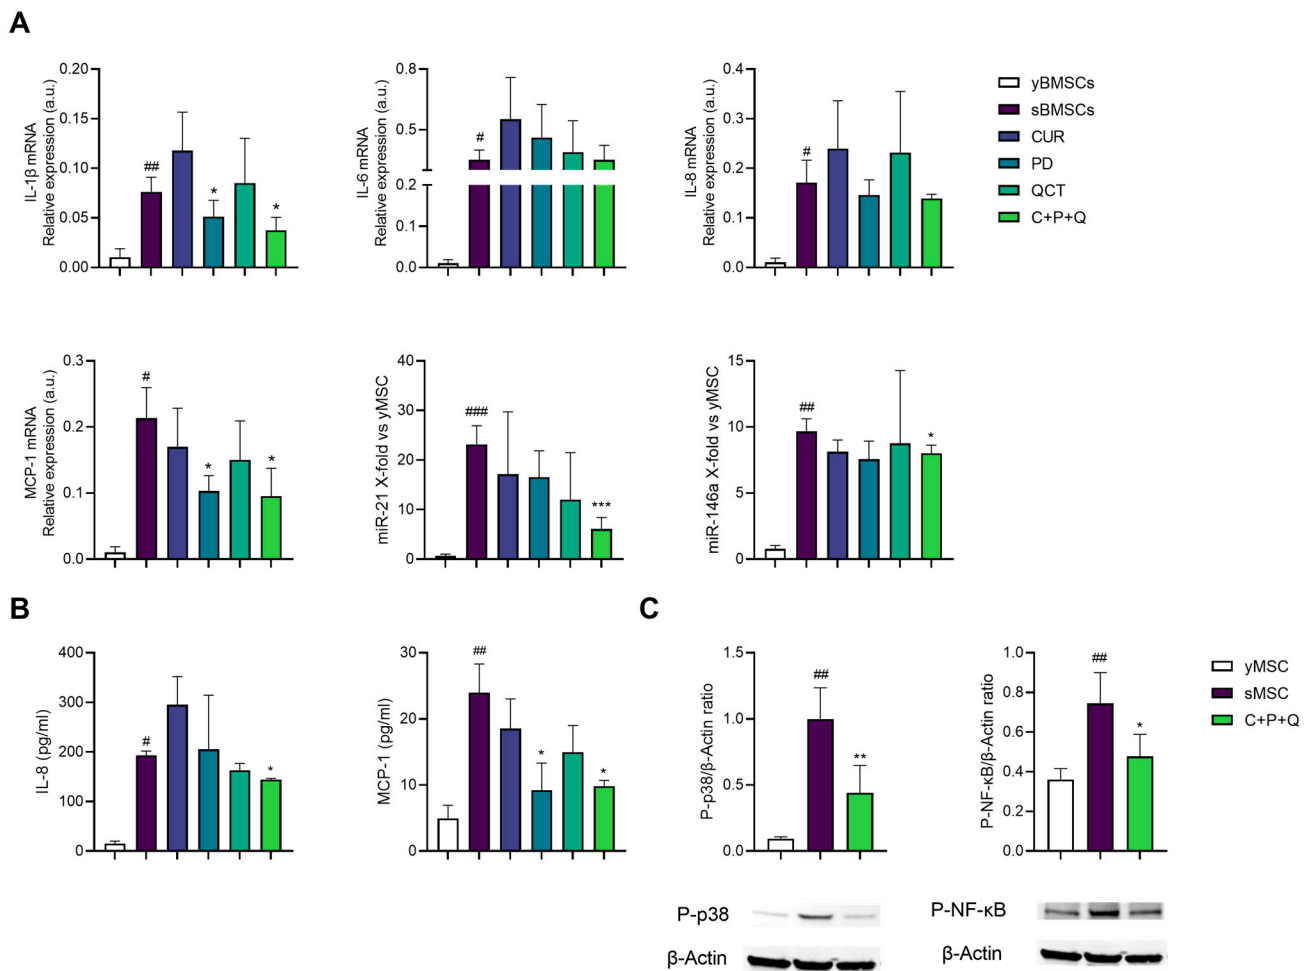 A
IL-1β mRNA
Relative expression (a.u.)
0.20
0.15
0.10
0.05
0.00
##
*
*
IL-6 mRNA
Relative expression (a.u.)
0.8
0.5
0.2
0.1
0.0
#
IL-8 mRNA
Relative expression (a.u.)
0.4
0.3
0.2
0.1
0.0
#
yBMSCs
sBMSCs
CUR
PD
QCT
C+P+Q
MCP-1 mRNA
Relative expression (a.u.)
0.3
0.2
0.1
0.0
#
*
*
miR-21 X-fold vs yMSC
40
30
20
10
0
###
***
miR-146a X-fold vs yMSC
15
10
5
0
##
*
B
IL-8 (pg/ml)
400
300
200
100
0
#
*
MCP-1 (pg/ml)
30
20
10
0
##
*
*
C
P-p38/β-Actin ratio
1.5
1.0
0.5
0.0
##
**
P-NF-κB/β-Actin ratio
1.0
0.8
0.6
0.4
0.2
0.0
##
*
yMSC
sMSC
C+P+Q
P-p38
β-Actin
P-NF-κB
β-Actin